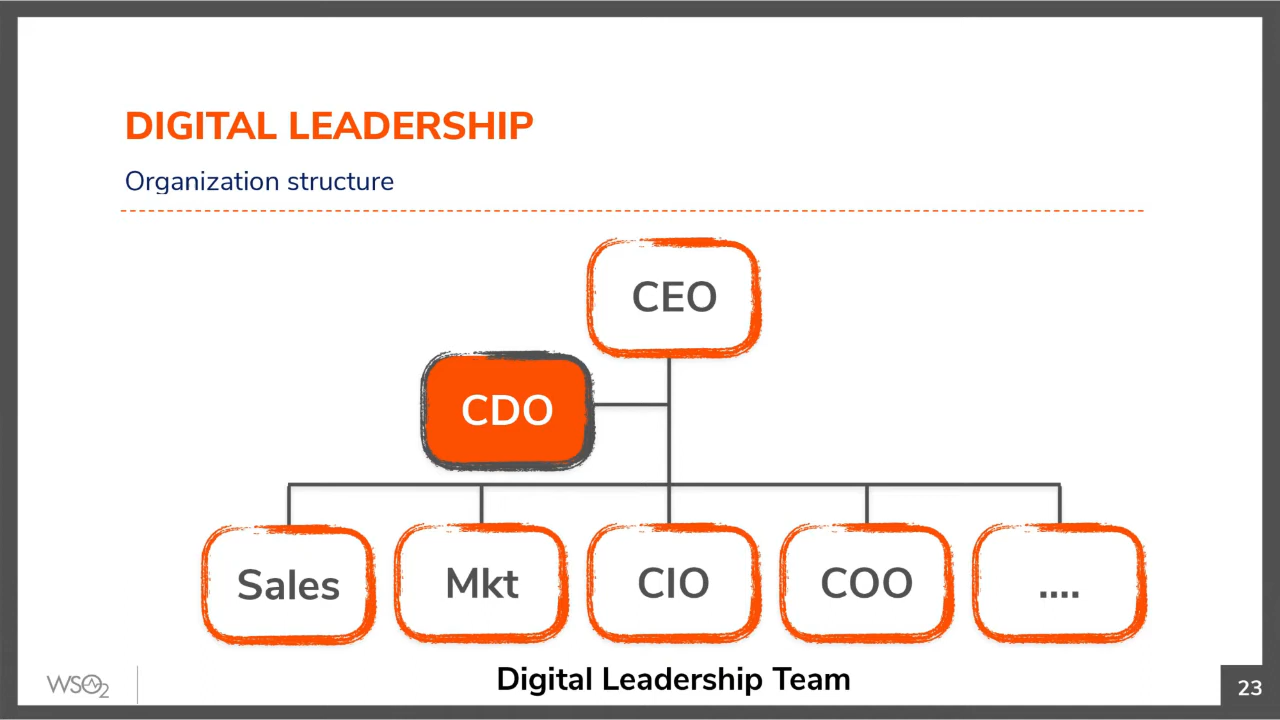 DIGITAL LEADERSHIP
Organization structure
CEO
CDO
Sales
Mkt
CIO
COO
....
Digital Leadership Team
WSO2
23